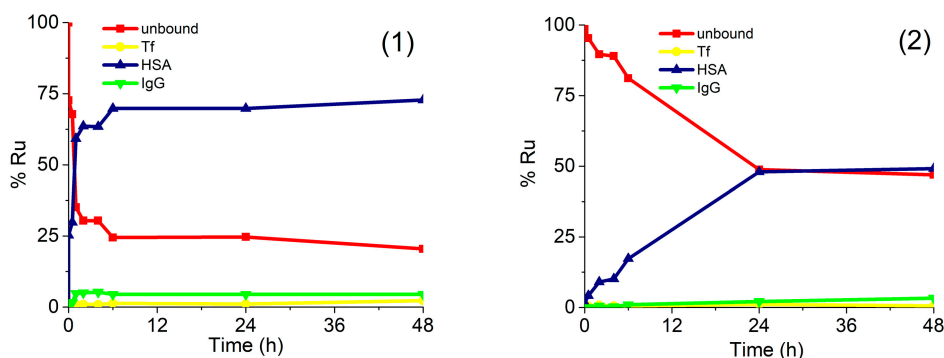 100
75
50
25
0
% Ru
unbound
Tf
HSA
IgG
(1)
0 12 24 36 48
Time (h)
100
75
50
25
0
% Ru
unbound
Tf
HSA
IgG
(2)
0 12 24 36 48
Time (h)